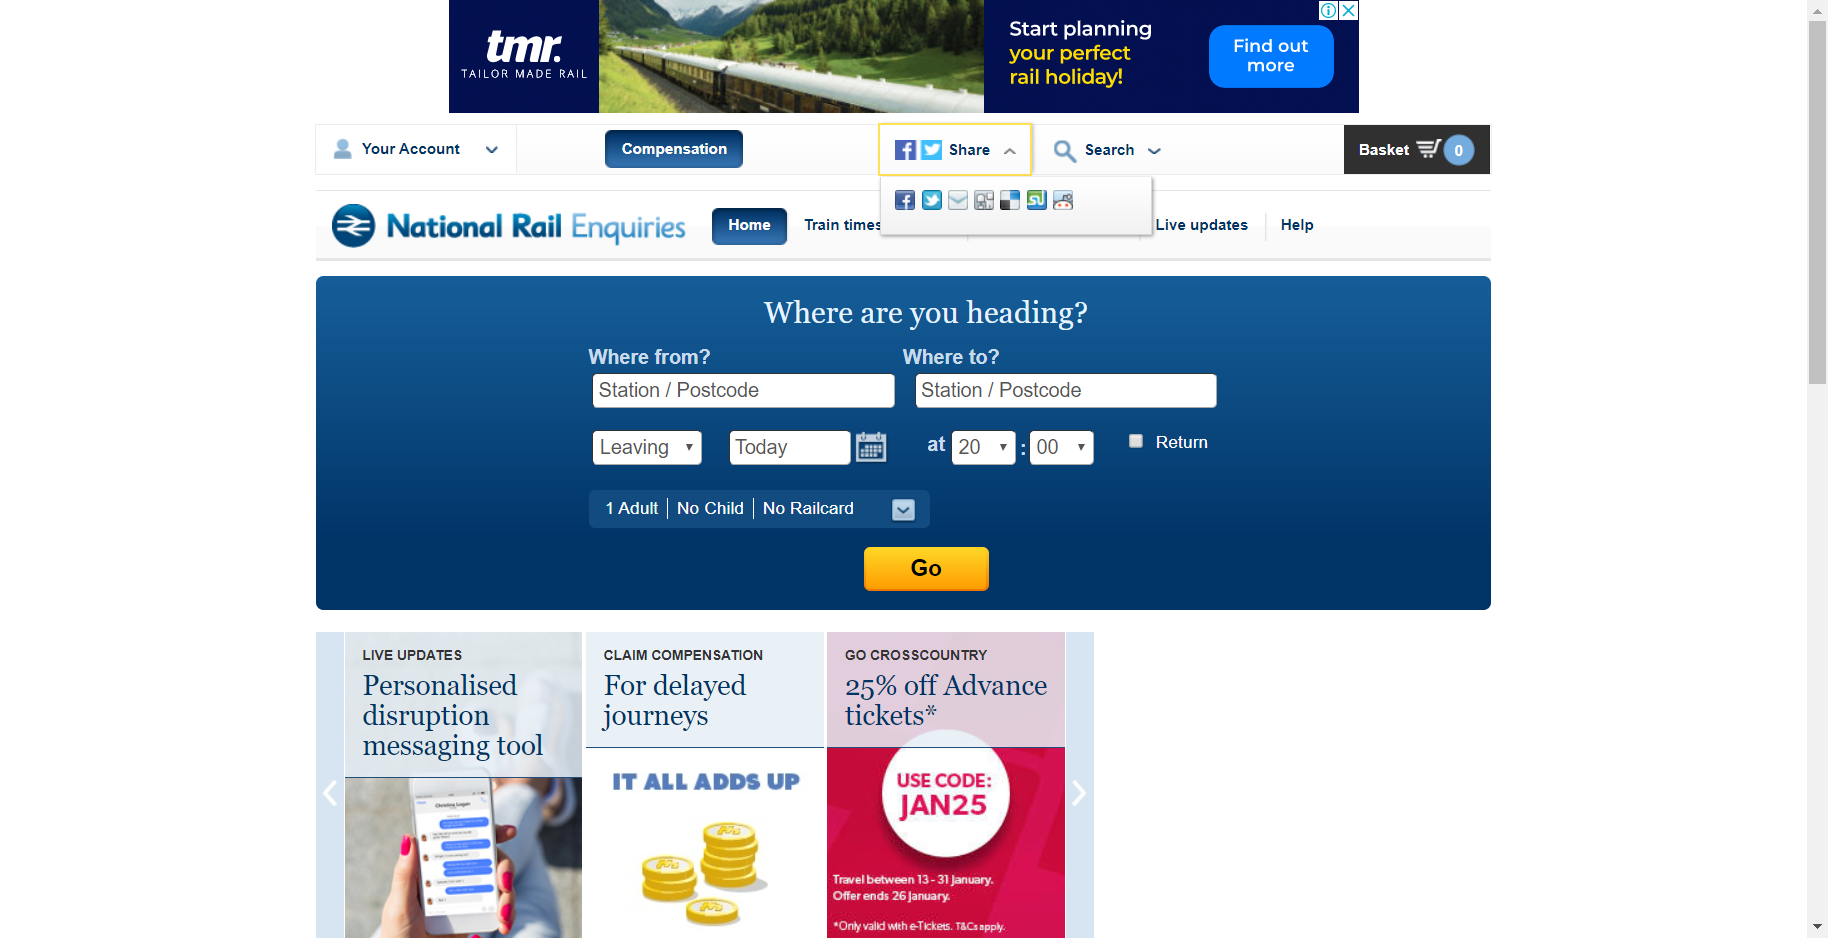 tmr.
TAILOR MADE RAIL
Start planning
your perfect
rail holiday!
Find out
more
Your Account
Compensation
Share
Search
Basket
0
National Rail Enquiries
Home
Train times
Live updates
Help
Where are you heading?
Where from?
Where to?
Station / Postcode
Station / Postcode
Leaving
Today
at
20
:
00
Return
1 Adult
No Child
No Railcard
Go
LIVE UPDATES
Personalised
disruption
messaging tool
CLAIM COMPENSATION
For delayed
journeys
IT ALL ADDS UP
GO CROSSCOUNTRY
25% off Advance
tickets*
USE CODE:
JAN25
Travel between 13 - 31 January.
Offer ends 26 January.
*Only valid with e-Tickets. T&Cs apply.